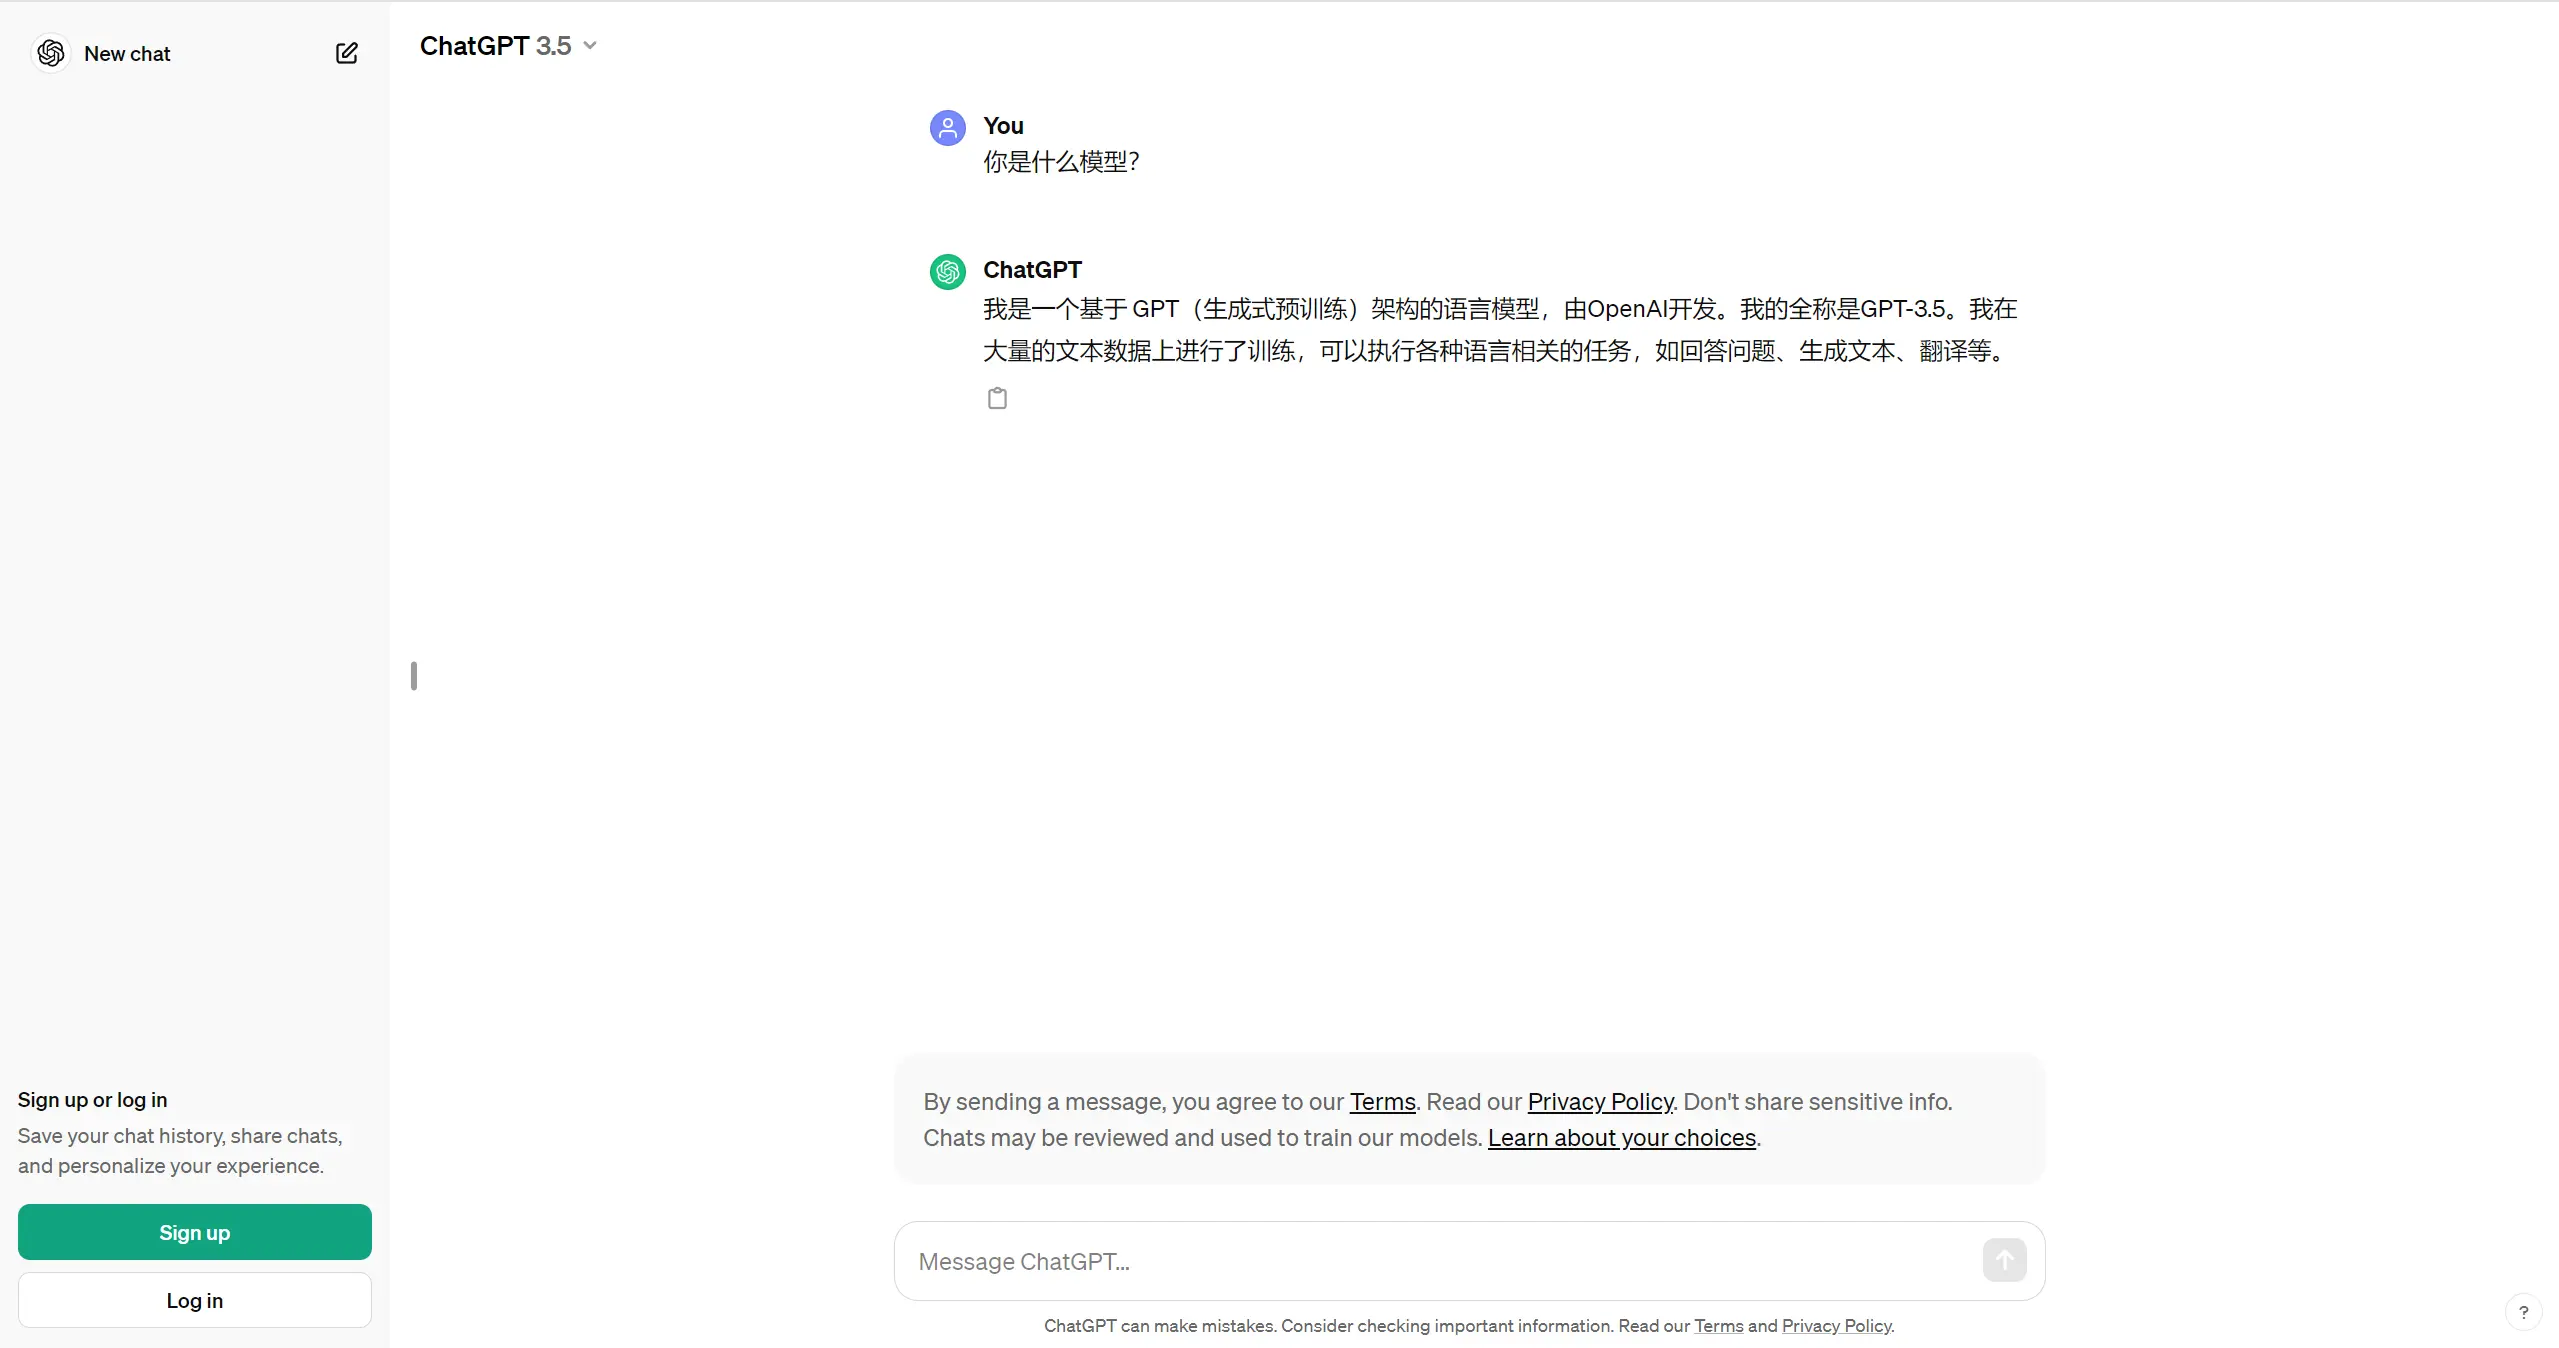 New chat
ChatGPT 3.5
You
你是什么模型？
ChatGPT
我是一个基于 GPT（生成式预训练）架构的语言模型，由OpenAI开发。我的全称是GPT-3.5。我在
大量的文本数据上进行了训练，可以执行各种语言相关的任务，如回答问题、生成文本、翻译等。
Sign up or log in
Save your chat history, share chats,
and personalize your experience.
Sign up
Log in
By sending a message, you agree to our Terms. Read our Privacy Policy. Don't share sensitive info.
Chats may be reviewed and used to train our models. Learn about your choices.
Message ChatGPT...
ChatGPT can make mistakes. Consider checking important information. Read our Terms and Privacy Policy.
?